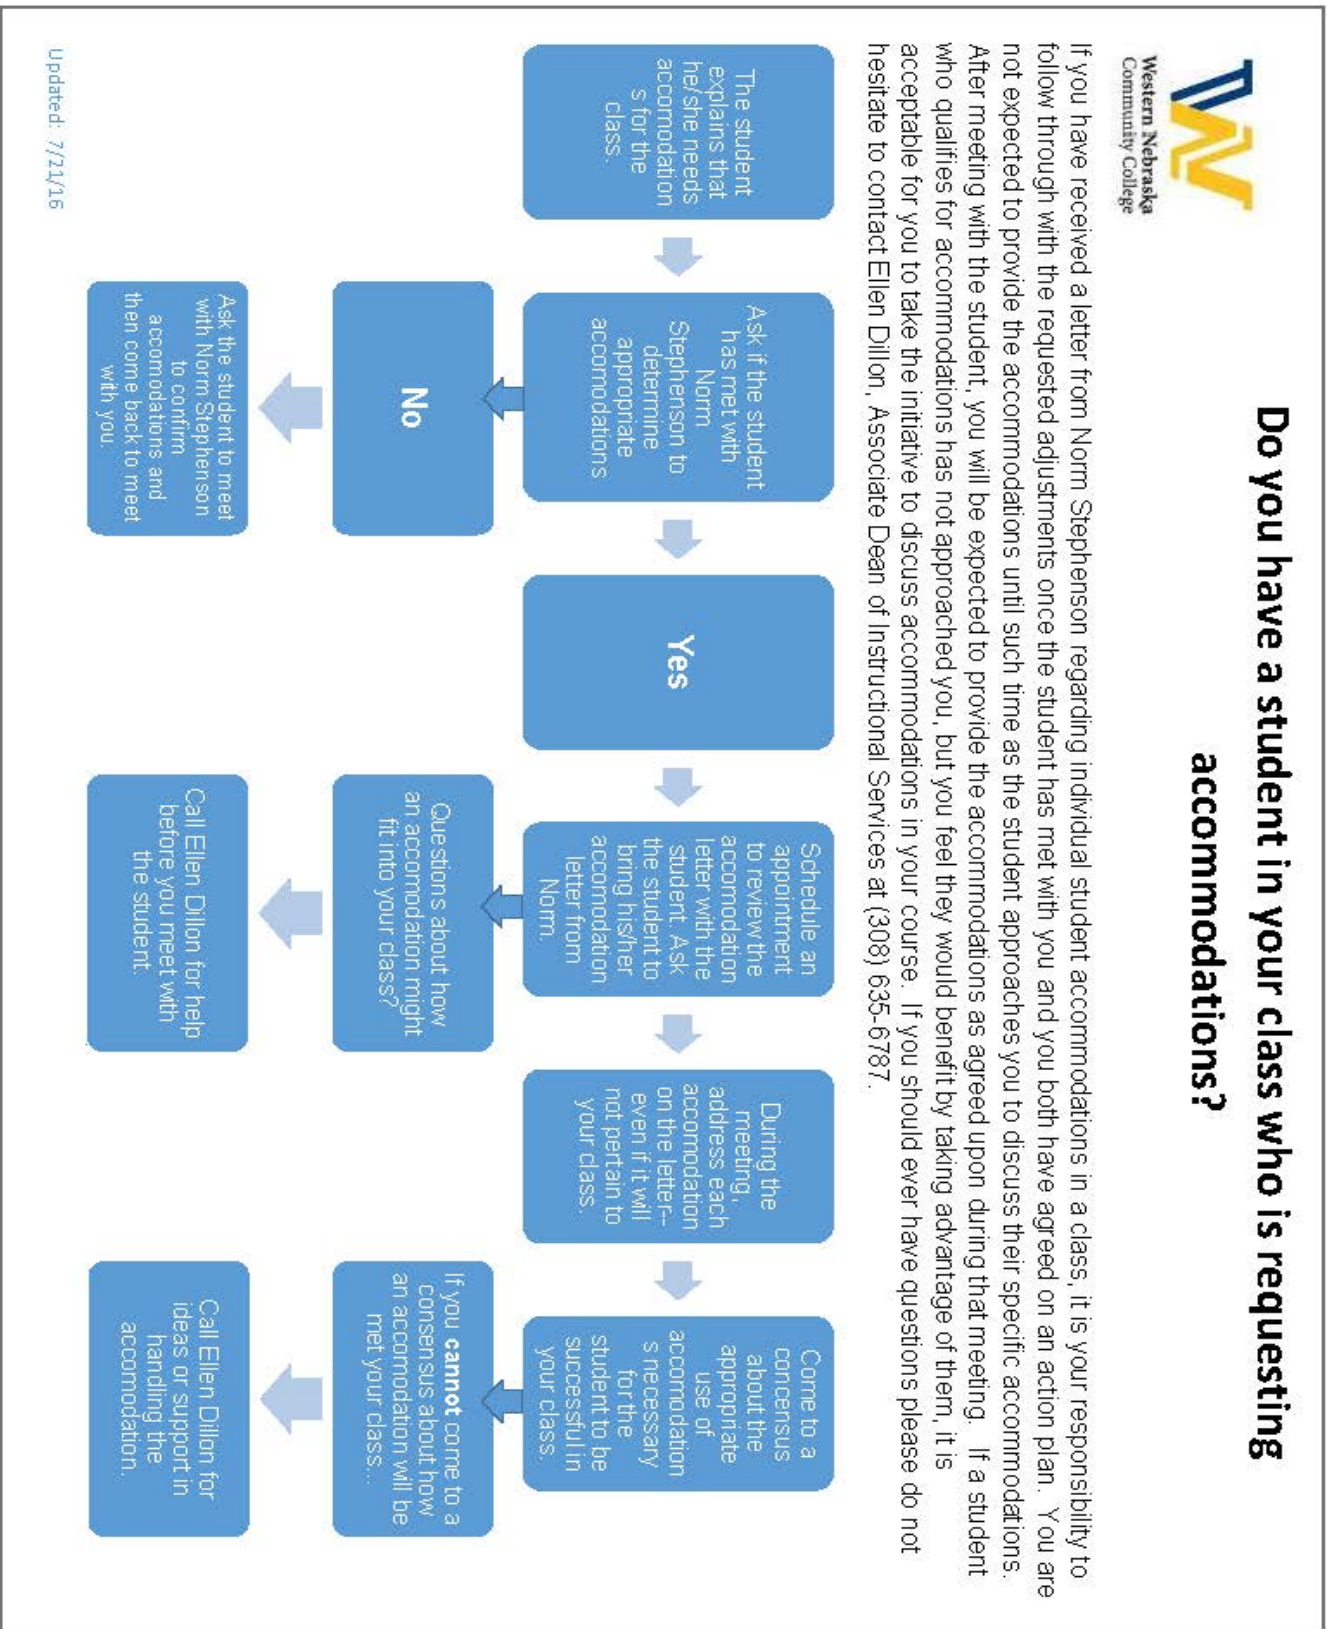 Do you have a student in your class who is requesting
accommodations?
Western Nebraska
Community College
If you have received a letter from Norm Stephenson regarding individual student accommodations in a class, it is your responsibility to
follow through with the requested adjustments once the student has met with you and you both have agreed on an action plan. You are
not expected to provide the accommodations until such time as the student approaches you to discuss their specific accommodations.
After meeting with the student, you will be expected to provide the accommodations as agreed upon during that meeting. If a student
who qualifies for accommodations has not approached you, but you feel they would benefit by taking advantage of them, it is
acceptable for you to take the initiative to discuss accommodations in your course. If you should ever have questions please do not
hesitate to contact Ellen Dillon, Associate Dean of Instructional Services at (308) 635-6787.
The student
explains that
he/she needs
accomodation
s for the
class.
Ask if the student
has met with
Norm
Stephenson to
determine
appropriate
accomodations
Yes
Schedule an
appointment
to review the
accomodation
letter with the
student. Ask
the student to
bring his/her
accomodation
letter from
Norm.
During the
meeting,
address each
accomodation
on the letter--
even if it will
not pertain to
your class.
Come to a
concensus
about the
appropriate
use of
accomodation
s necessary
for the
student to be
successful in
your class.
No
Questions about how
an accomodation might
fit into your class?
If you cannot come to a
consensus about how
an accomodation will be
met your class...
Ask the student to meet
with Norm Stephenson
to confirm
accomodations and
then come back to meet
with you.
Call Ellen Dillon for help
before you meet with
the student.
Call Ellen Dillon for
ideas or support in
handling the
accomodation.
Updated: 7/21/16